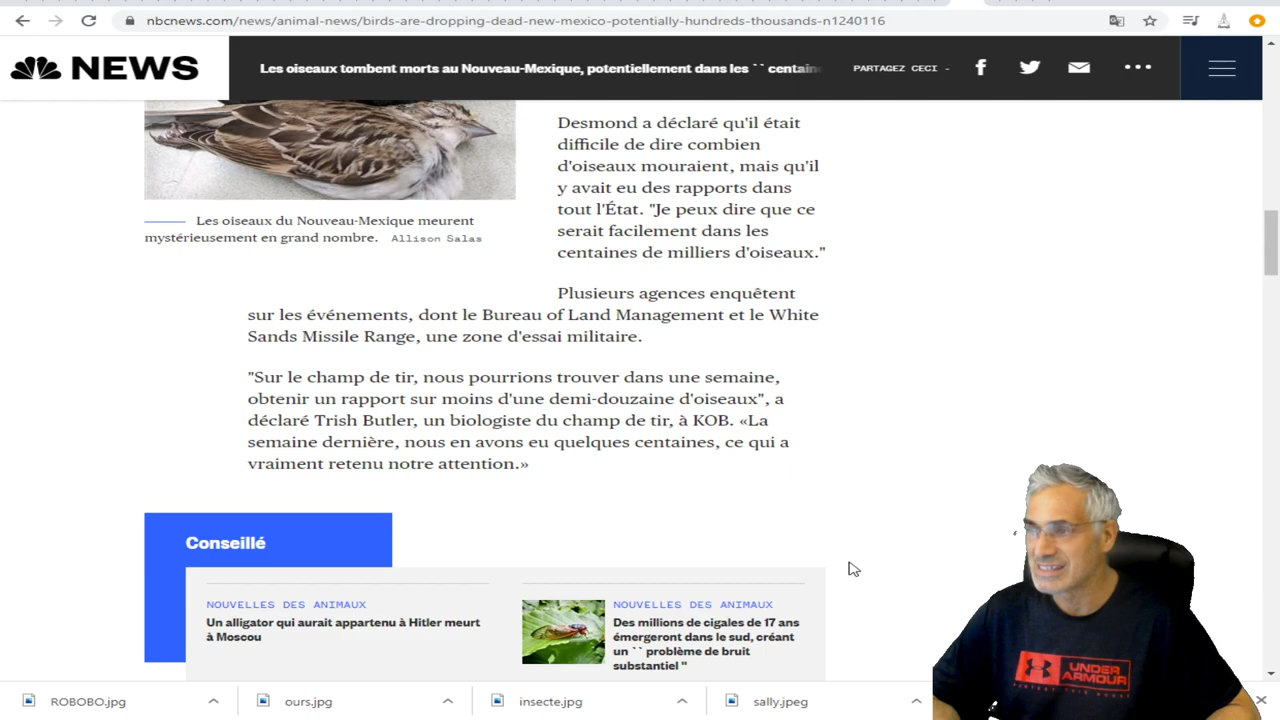 nbcnews.com/news/animal-news/birds-are-dropping-dead-new-mexico-potentially-hundreds-thousands-n1240116
NEWS
Les oiseaux tombent morts au Nouveau-Mexique, potentiellement dans les `` centain
PARTAGEZ CECI -
Les oiseaux du Nouveau-Mexique meurent
mystérieusement en grand nombre. Allison Salas
Desmond a déclaré qu'il était
difficile de dire combien
d'oiseaux mouraient, mais qu'il
y avait eu des rapports dans
tout l'État. "Je peux dire que ce
serait facilement dans les
centaines de milliers d'oiseaux."
Plusieurs agences enquêtent
sur les événements, dont le Bureau of Land Management et le White
Sands Missile Range, une zone d'essai militaire.
"Sur le champ de tir, nous pourrions trouver dans une semaine,
obtenir un rapport sur moins d'une demi-douzaine d'oiseaux", a
déclaré Trish Butler, un biologiste du champ de tir, à KOB. «La
semaine dernière, nous en avons eu quelques centaines, ce qui a
vraiment retenu notre attention.»
Conseillé
NOUVELLES DES ANIMAUX
Un alligator qui aurait appartenu à Hitler meurt
à Moscou
NOUVELLES DES ANIMAUX
Des millions de cigales de 17 ans
émergeront dans le sud, créant
un `` problème de bruit
substantiel "
UNDER
ARMOUR
ROBOBO.jpg
ours.jpg
insecte.jpg
sally.jpeg